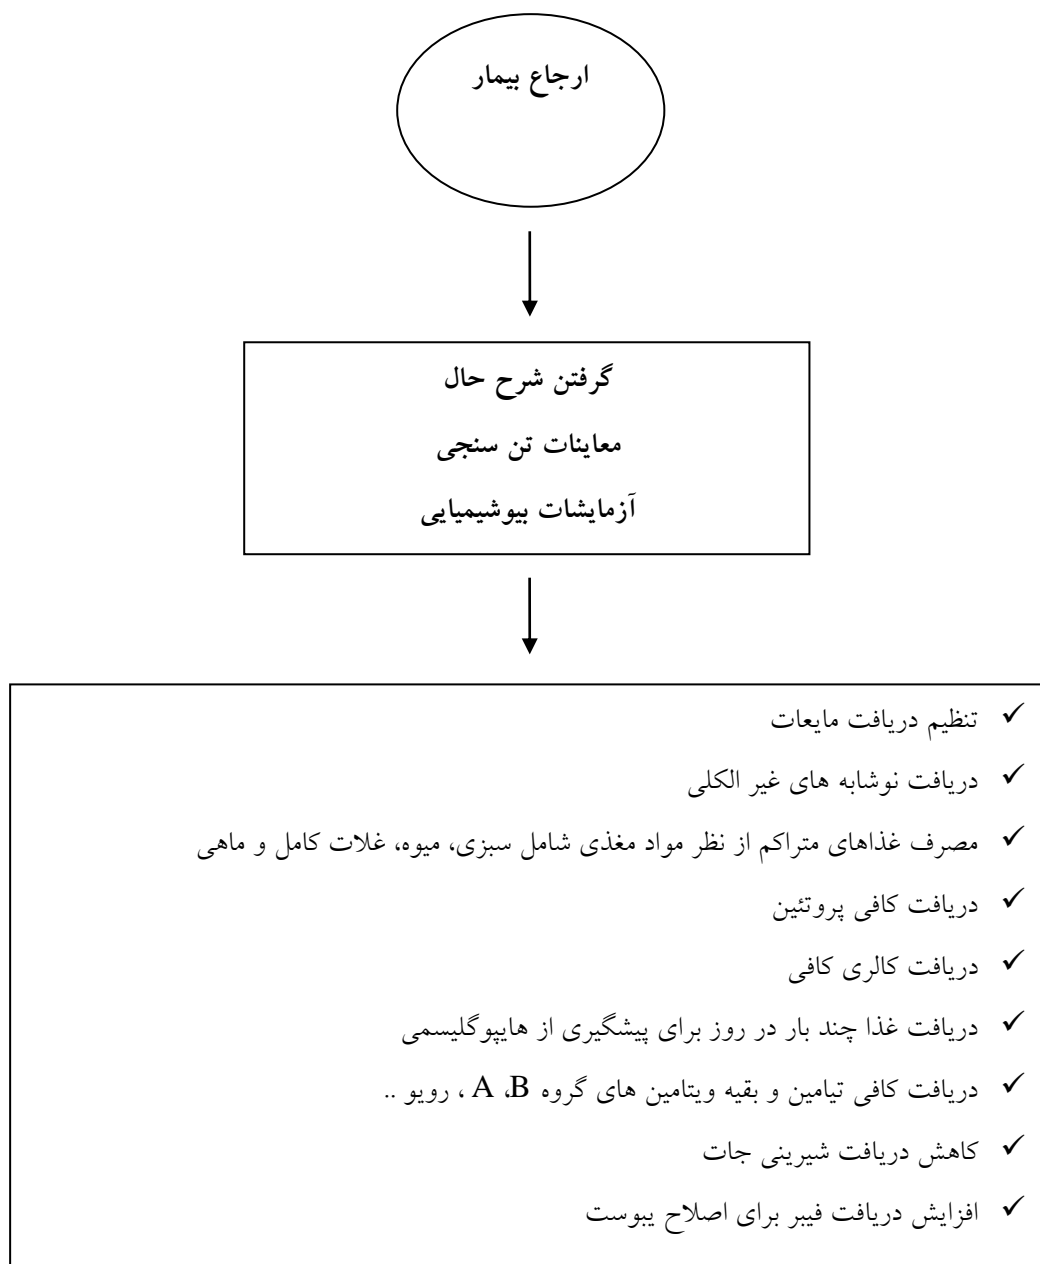 ارجاع بیمار
گرفتن شرح حال
معاینات تن سنجی
آزمایشات بیوشیمیایی
✓ تنظیم دریافت مایعات
✓ دریافت نوشابه های غیر الکلی
✓ مصرف غذاهای متراکم از نظر مواد مغذی شامل سبزی، میوه، غلات کامل و ماهی
✓ دریافت کافی پروتئین
✓ دریافت کالری کافی
✓ دریافت غذا چند بار در روز برای پیشگیری از هایپوگلیسمی
✓ دریافت کافی تیامین و بقیه ویتامین های گروه B، A ، رویو ..
✓ کاهش دریافت شیرینی جات
✓ افزایش دریافت فیبر برای اصلاح یبوست